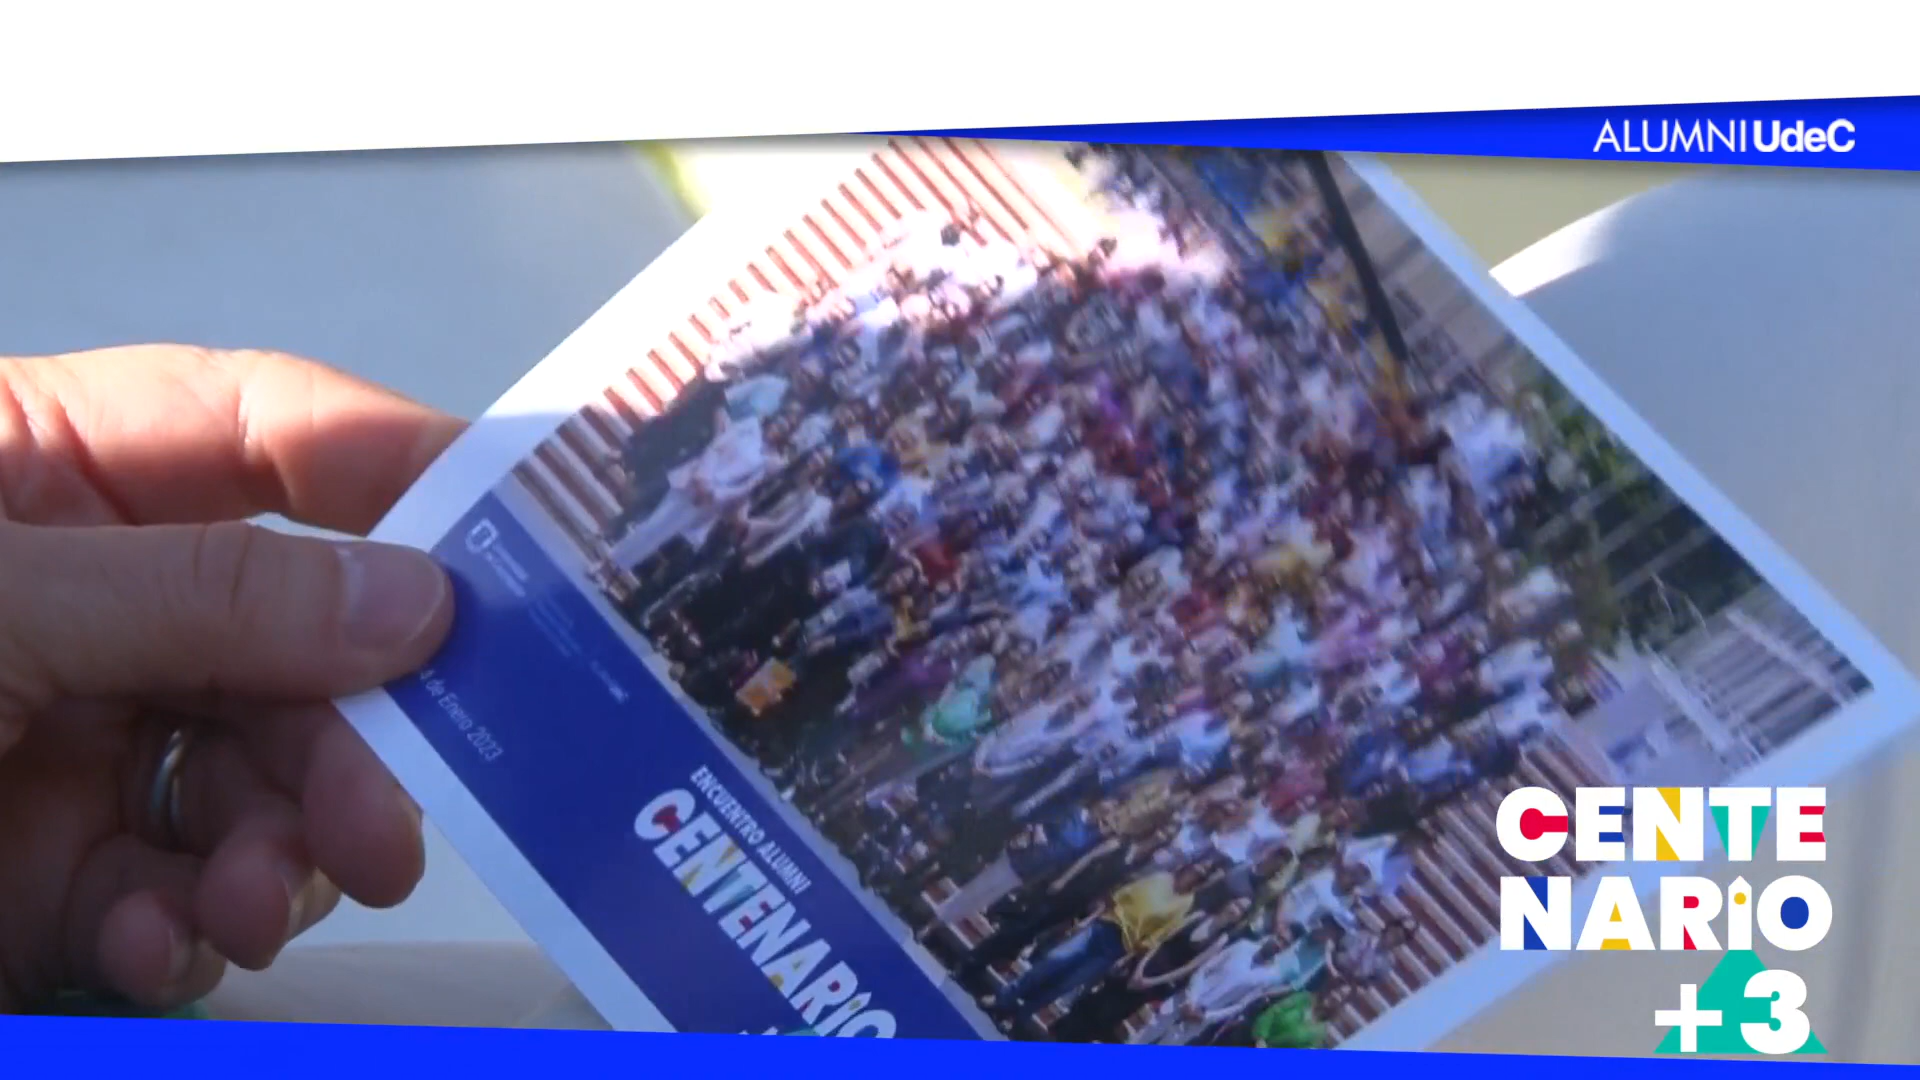 ALUMNI UdeC
4 de Enero 2023
ENCUENTRO ALUMNI
CENTENARIO
CENTE
NARIO
+3